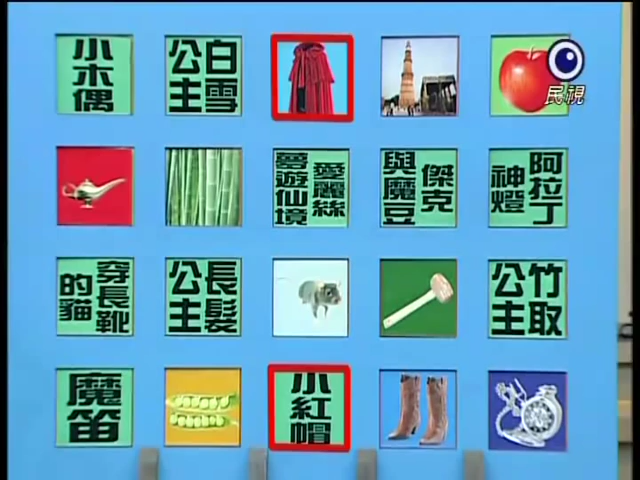 小木偶
白雪
公主
民視
愛麗絲
夢遊仙境
傑克
與魔豆
阿拉丁
神燈
穿長靴
的貓
長髮
公主
竹取
公主
魔笛
小紅帽